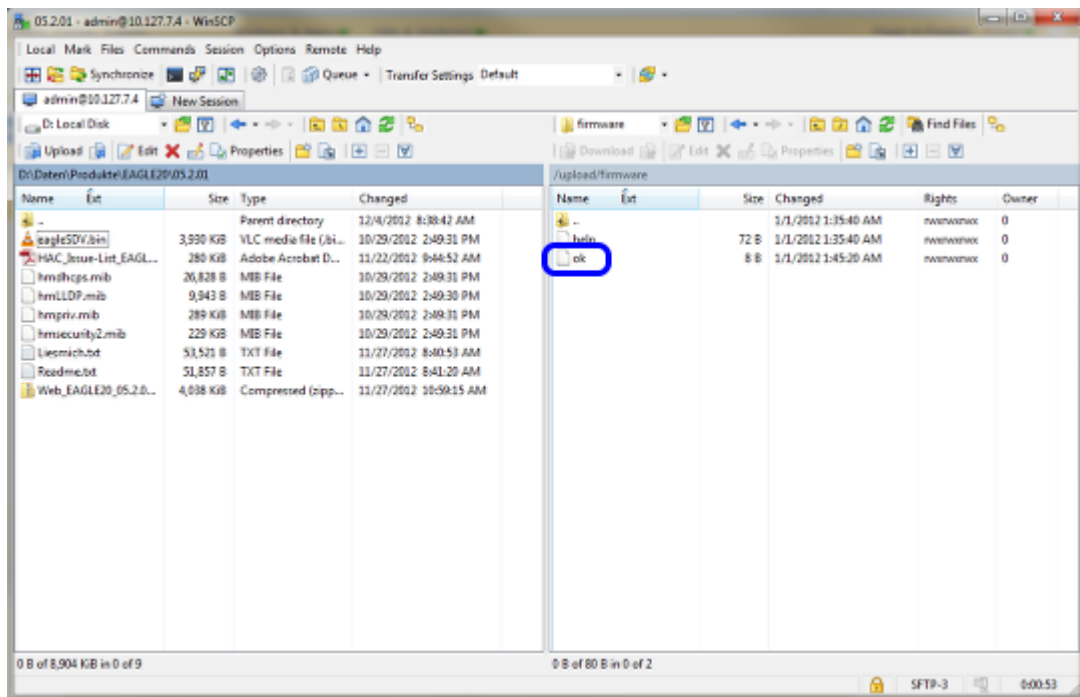 05.2.01 - admin@10.127.7.4 - WinSCP
Local Mark Files Commands Session Options Remote Help
Synchronize Queue Transfer Settings Default
admin@10.127.7.4 New Session
D: Local Disk firmware Find Files
Upload Edit Properties Download Edit Properties
D:\Daten\Produkte\EAGLE20\05.2.01 /upload/firmware
Name Ext Size Type Changed Name Ext Size Changed Rights Owner
.. Parent directory 12/4/2012 8:38:42 AM .. 1/1/2012 1:35:40 AM rwxrwxrwx 0
eagleSDV.bin 3,930 KiB VLC media file (.bi... 10/29/2012 2:49:31 PM help 72 B 1/1/2012 1:35:40 AM rwxrwxrwx 0
HAC_Issue-List_EAGL... 280 KiB Adobe Acrobat D... 11/22/2012 9:44:52 AM ok 8 B 1/1/2012 1:45:20 AM rwxrwxrwx 0
hmdhcps.mib 26,828 B MIB File 10/29/2012 2:49:31 PM
hmLLDP.mib 9,943 B MIB File 10/29/2012 2:49:30 PM
hmpriv.mib 289 KiB MIB File 10/29/2012 2:49:31 PM
hmsecurity2.mib 229 KiB MIB File 10/29/2012 2:49:31 PM
Liesmich.txt 53,521 B TXT File 11/27/2012 8:40:53 AM
Readme.txt 51,857 B TXT File 11/27/2012 8:41:20 AM
Web_EAGLE20_05.2.0... 4,038 KiB Compressed (zipp... 11/27/2012 10:59:15 AM
0 B of 8,904 KiB in 0 of 9 0 B of 80 B in 0 of 2
SFTP-3 0:00:53